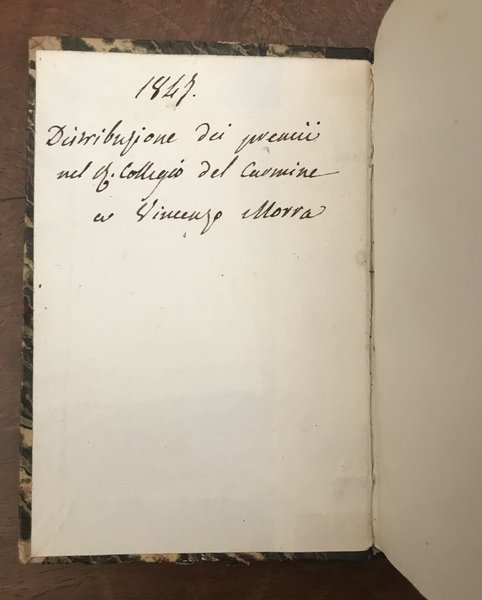 1847.
Distribuzione dei premii
nel R. Collegio del Carmine
a Vincenzo Morra